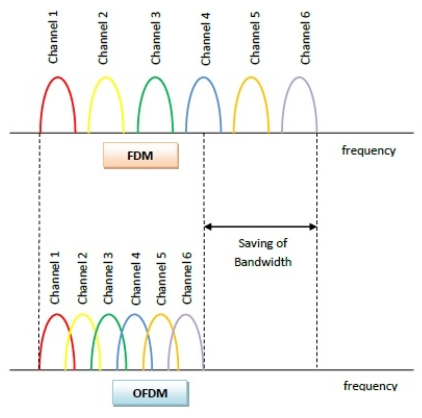 Channel 1
Channel 2
Channel 3
Channel 4
Channel 5
Channel 6
frequency
FDM
Saving of
Bandwidth
Channel 1
Channel 2
Channel 3
Channel 4
Channel 5
Channel 6
frequency
OFDM